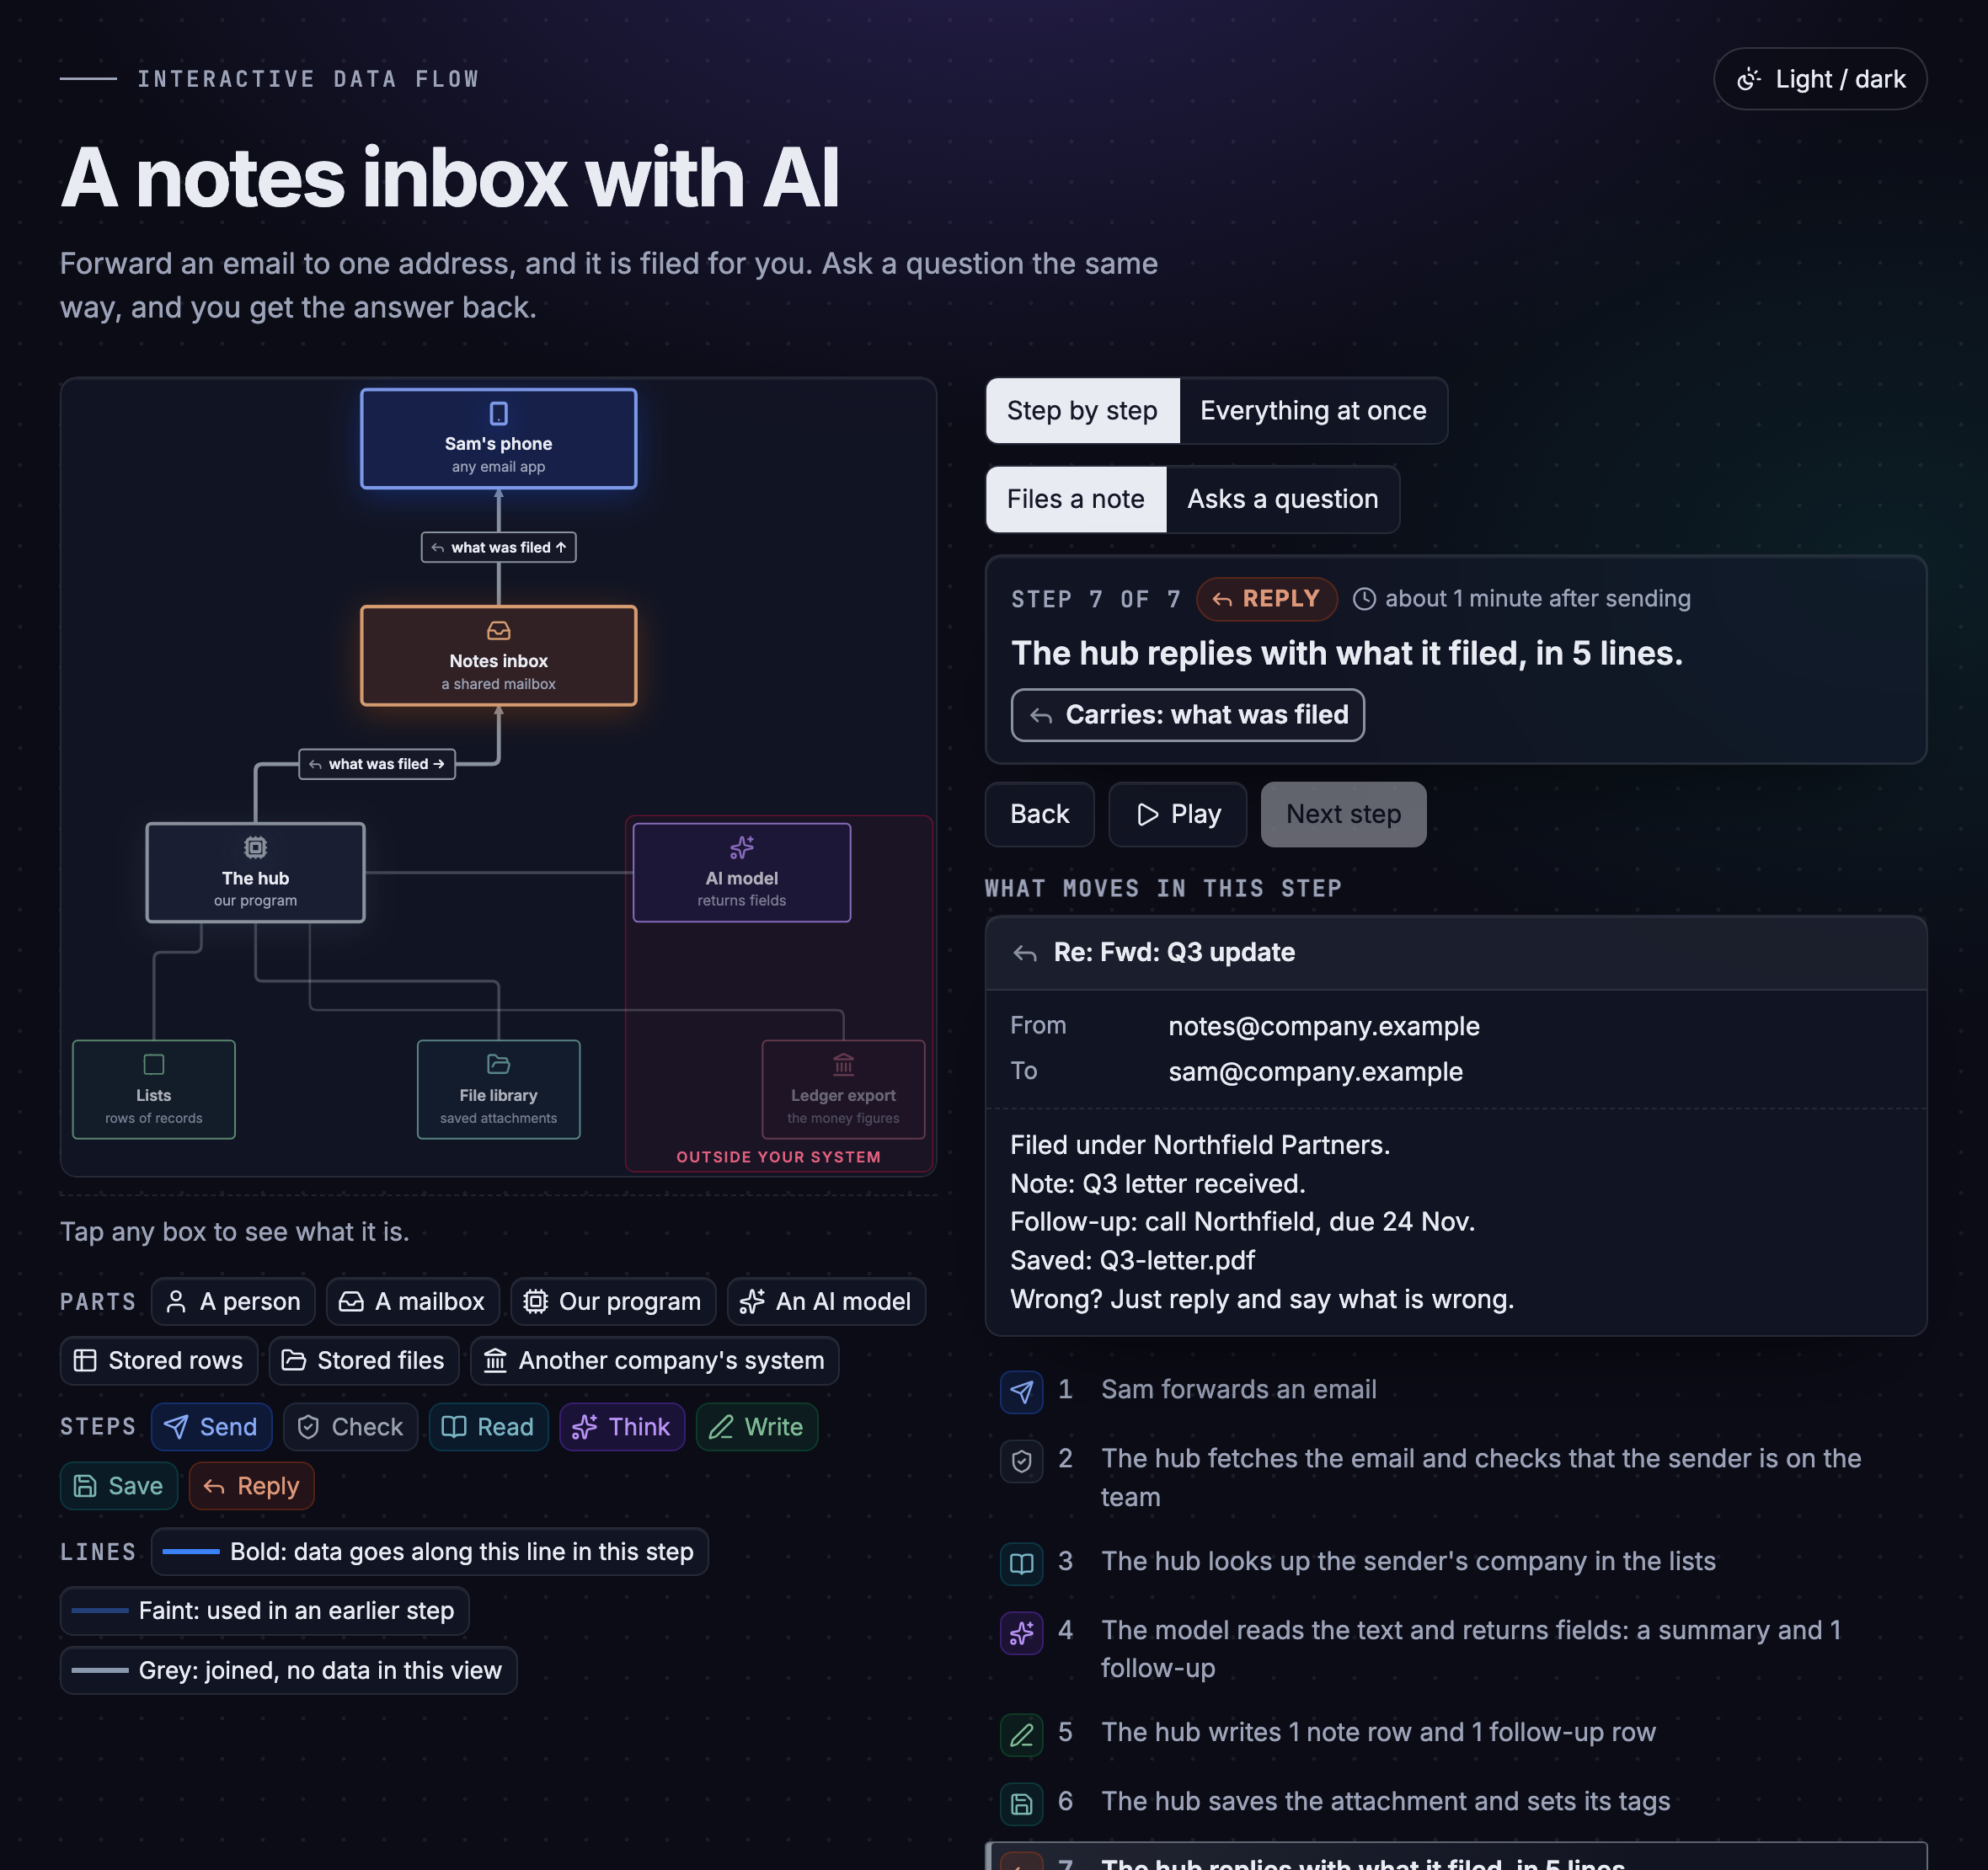 INTERACTIVE DATA FLOW
Light / dark
A notes inbox with AI
Forward an email to one address, and it is filed for you. Ask a question the same
way, and you get the answer back.
Sam's phone
any email app
what was filed ↑
Notes inbox
a shared mailbox
what was filed →
The hub
our program
AI model
returns fields
Lists
rows of records
File library
saved attachments
Ledger export
the money figures
OUTSIDE YOUR SYSTEM
Tap any box to see what it is.
PARTS A person A mailbox Our program An AI model
Stored rows Stored files Another company's system
STEPS Send Check Read Think Write
Save Reply
LINES Bold: data goes along this line in this step
Faint: used in an earlier step
Grey: joined, no data in this view
Step by step Everything at once
Files a note Asks a question
STEP 7 OF 7 REPLY about 1 minute after sending
The hub replies with what it filed, in 5 lines.
Carries: what was filed
Back Play Next step
WHAT MOVES IN THIS STEP
Re: Fwd: Q3 update
From notes@company.example
To sam@company.example
Filed under Northfield Partners.
Note: Q3 letter received.
Follow-up: call Northfield, due 24 Nov.
Saved: Q3-letter.pdf
Wrong? Just reply and say what is wrong.
1 Sam forwards an email
2 The hub fetches the email and checks that the sender is on the
team
3 The hub looks up the sender's company in the lists
4 The model reads the text and returns fields: a summary and 1
follow-up
5 The hub writes 1 note row and 1 follow-up row
6 The hub saves the attachment and sets its tags
7 The hub replies with what it filed, in 5 lines